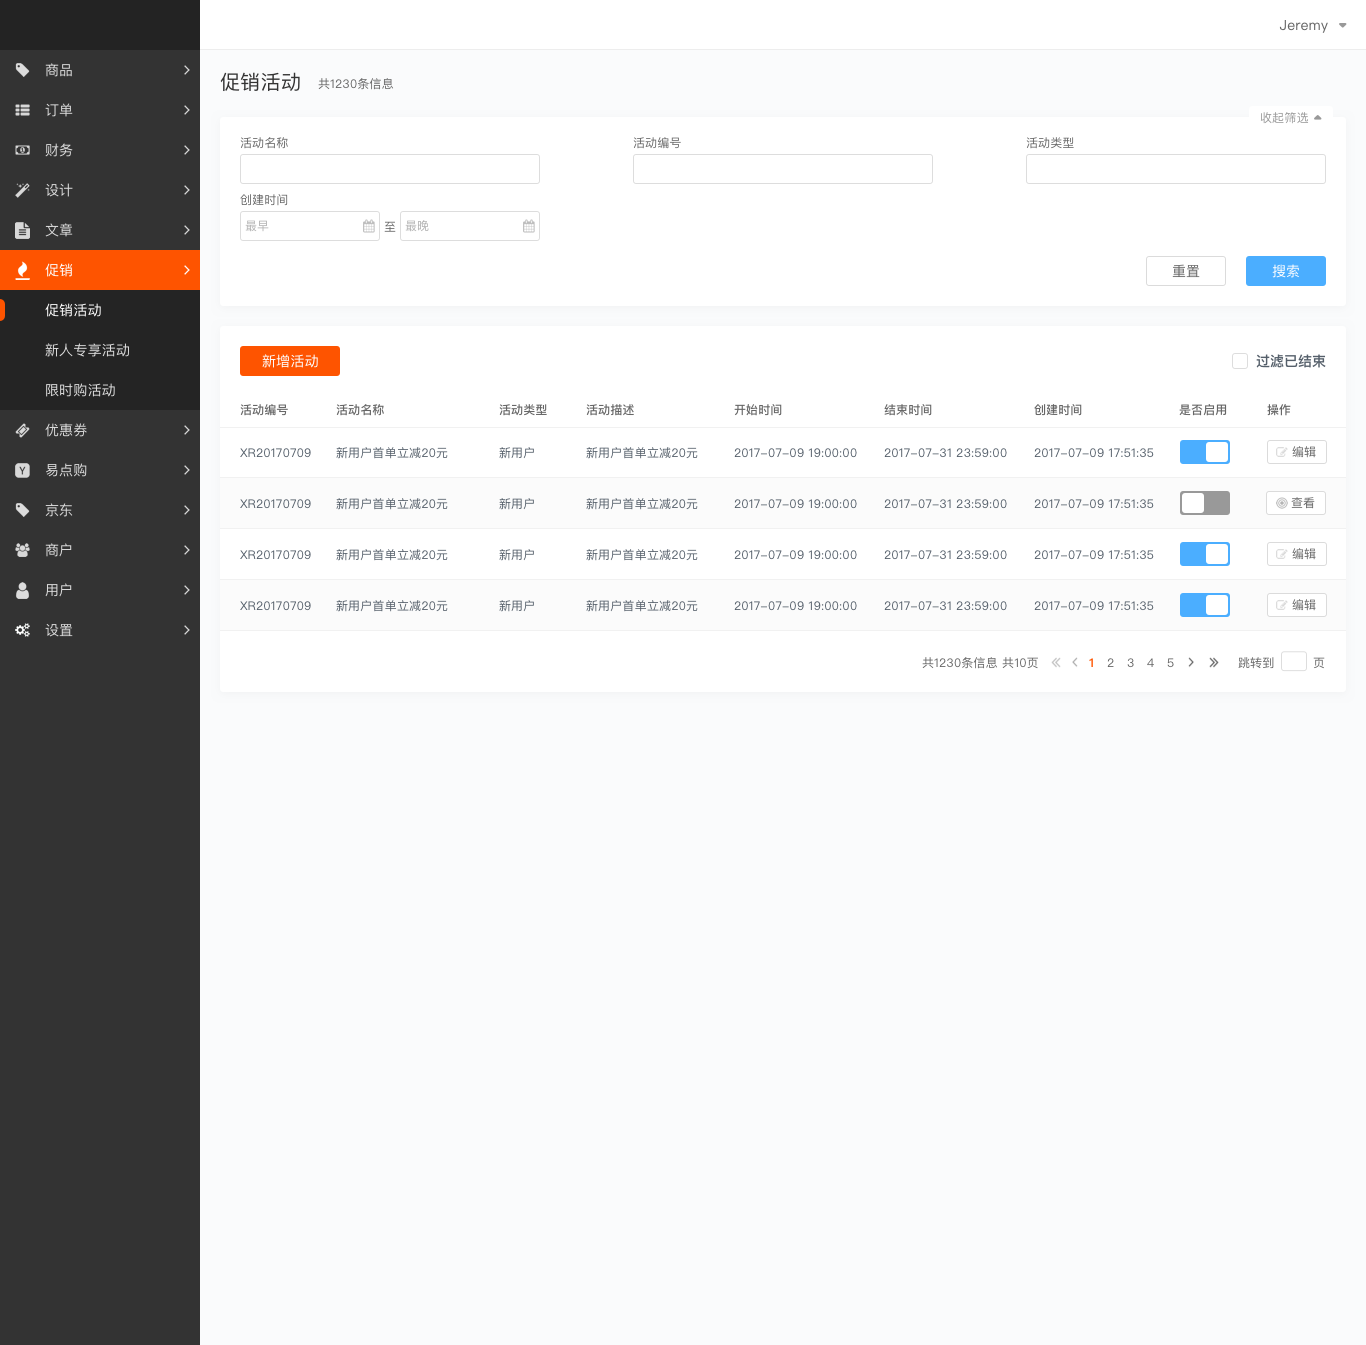 Jeremy
商品
订单
财务
设计
文章
促销
促销活动
新人专享活动
限时购活动
优惠券
易点购
京东
商户
用户
设置
促销活动 共1230条信息
收起筛选
活动名称 活动编号 活动类型
创建时间
最早 至 最晚
重置 搜索
新增活动 过滤已结束
活动编号 活动名称 活动类型 活动描述 开始时间 结束时间 创建时间 是否启用 操作
XR20170709 新用户首单立减20元 新用户 新用户首单立减20元 2017-07-09 19:00:00 2017-07-31 23:59:00 2017-07-09 17:51:35 编辑
XR20170709 新用户首单立减20元 新用户 新用户首单立减20元 2017-07-09 19:00:00 2017-07-31 23:59:00 2017-07-09 17:51:35 查看
XR20170709 新用户首单立减20元 新用户 新用户首单立减20元 2017-07-09 19:00:00 2017-07-31 23:59:00 2017-07-09 17:51:35 编辑
XR20170709 新用户首单立减20元 新用户 新用户首单立减20元 2017-07-09 19:00:00 2017-07-31 23:59:00 2017-07-09 17:51:35 编辑
共1230条信息 共10页 1 2 3 4 5 跳转到 页